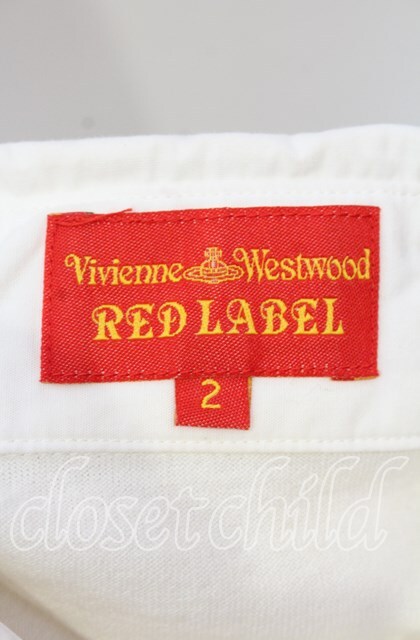 Vivienne Westwood
RED LABEL
2
closet child